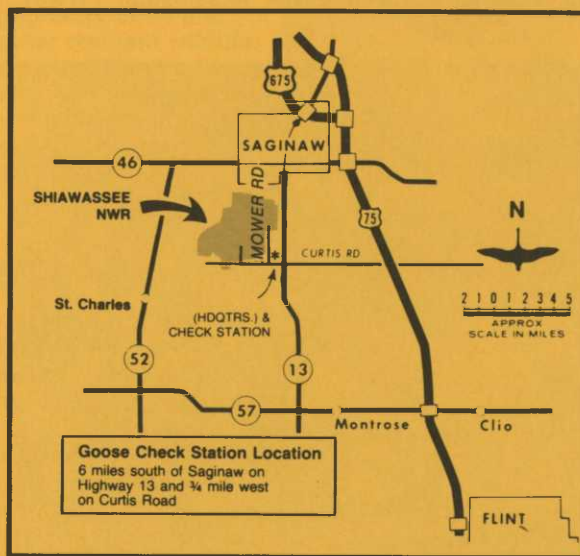 675
SAGINAW
46
SHIAWASSEE
NWR
MOWER RD
75
N
*
CURTIS RD
St. Charles
(HDQTRS.) &
CHECK STATION
2 1 0 1 2 3 4 5
APPROX
SCALE IN MILES
52
13
57
Montrose
Clio
Goose Check Station Location
6 miles south of Saginaw on
Highway 13 and ¾ mile west
on Curtis Road
FLINT